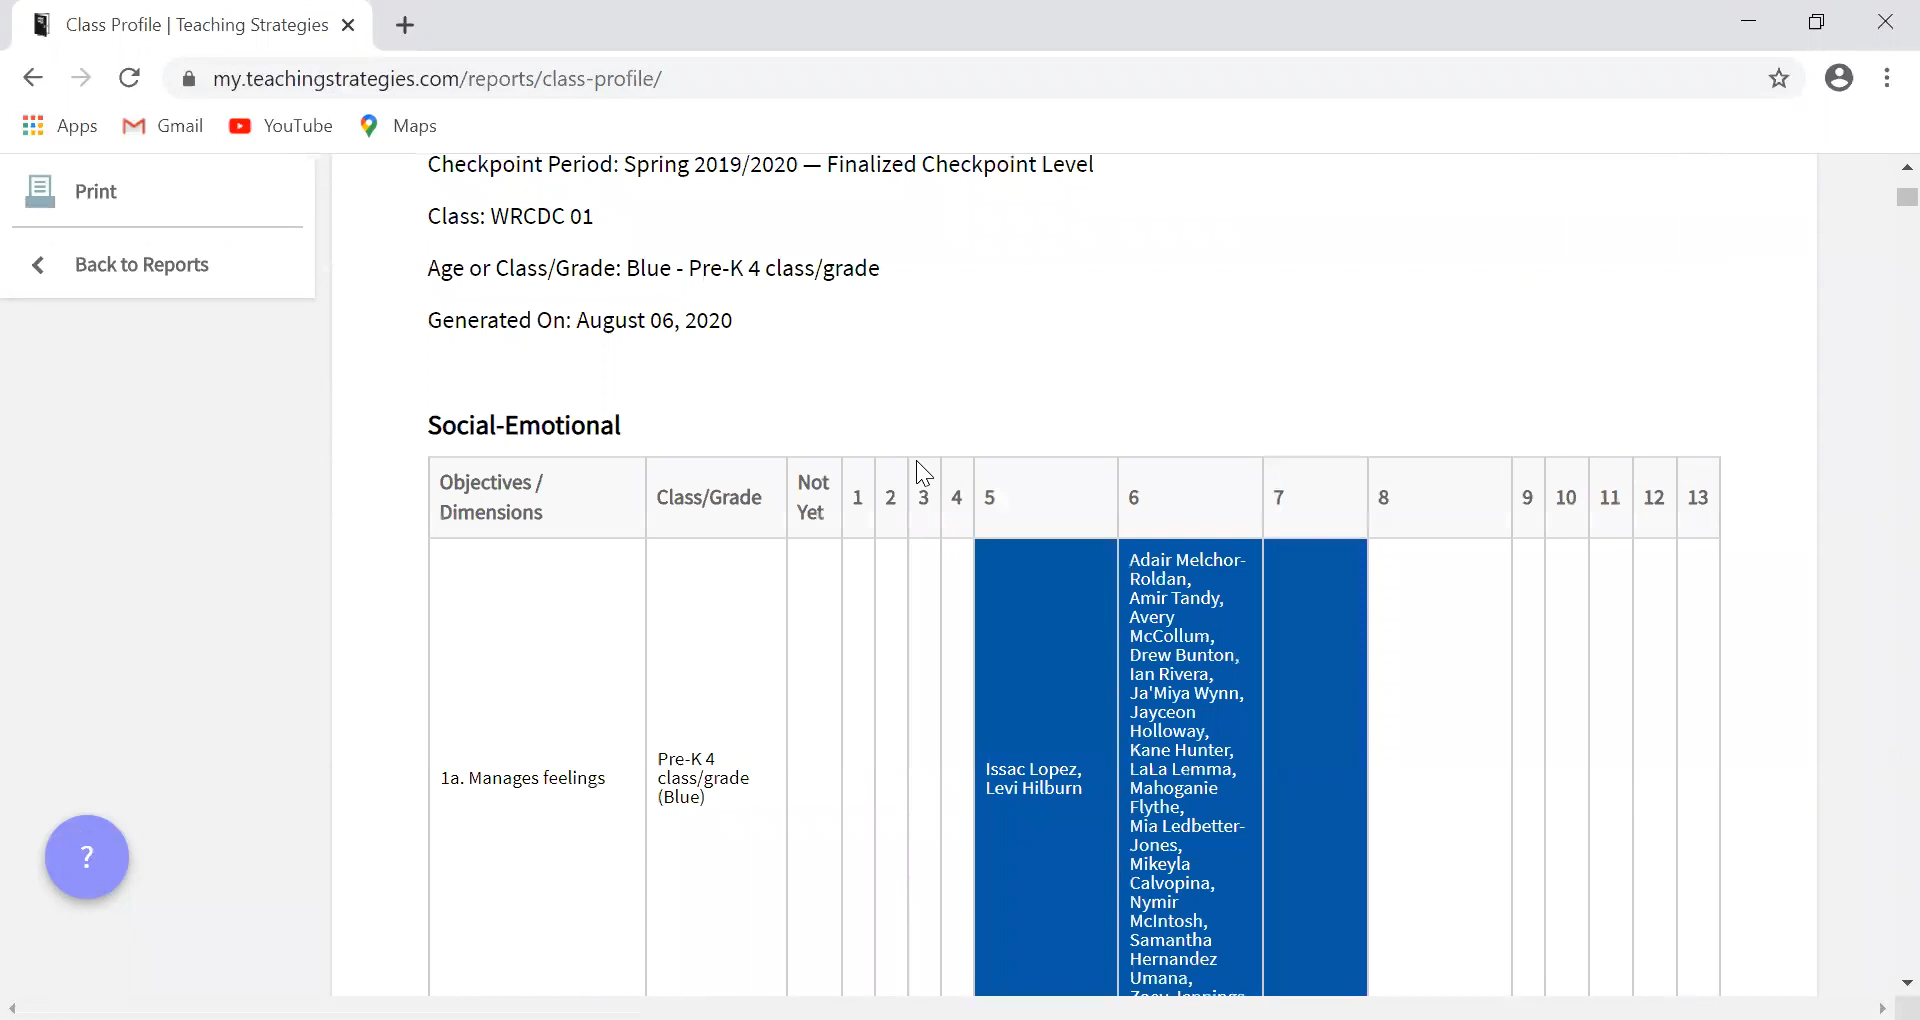 Class Profile | Teaching Strategies
my.teachingstrategies.com/reports/class-profile/
Apps
Gmail
YouTube
Maps
Print
Back to Reports
?
Checkpoint Period: Spring 2019/2020 — Finalized Checkpoint Level
Class: WRCDC 01
Age or Class/Grade: Blue - Pre-K 4 class/grade
Generated On: August 06, 2020
Social-Emotional
Objectives /
Dimensions
Class/Grade
Not
Yet
1
2
3
4
5
6
7
8
9
10
11
12
13
1a. Manages feelings
Pre-K 4
class/grade
(Blue)
Issac Lopez,
Levi Hilburn
Adair Melchor-
Roldan,
Amir Tandy,
Avery
McCollum,
Drew Bunton,
Ian Rivera,
Ja'Miya Wynn,
Jayceon
Holloway,
Kane Hunter,
LaLa Lemma,
Mahoganie
Flythe,
Mia Ledbetter-
Jones,
Mikeyla
Calvopina,
Nymir
McIntosh,
Samantha
Hernandez
Umana,